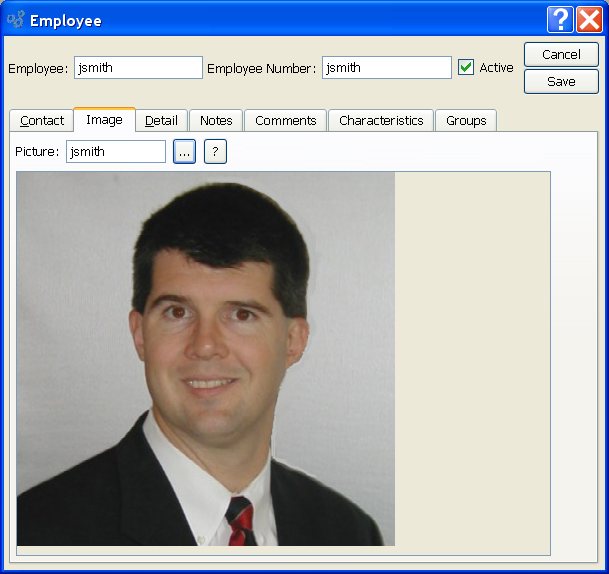 Employee
Employee: jsmith Employee Number: jsmith Active
Cancel
Save
Contact Image Detail Notes Comments Characteristics Groups
Picture: jsmith ... ?